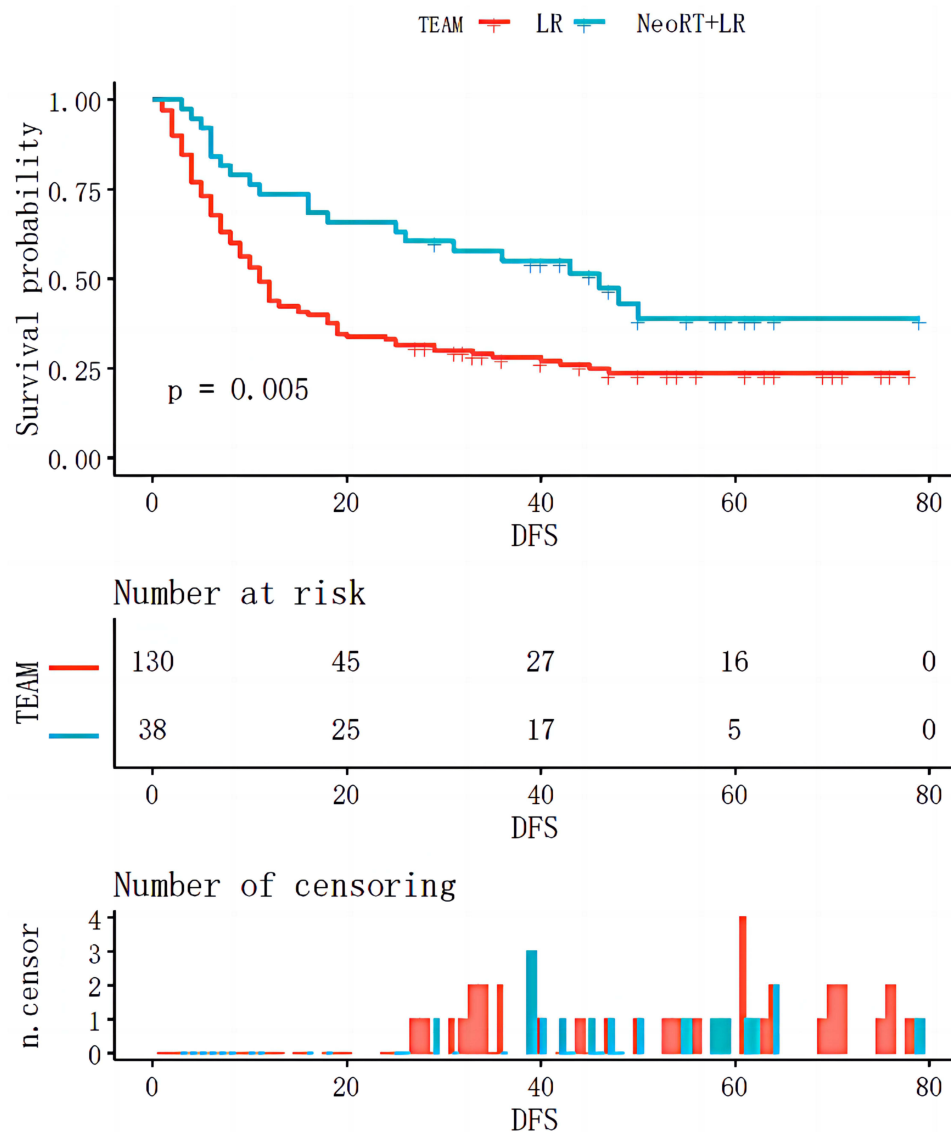 TEAM LR NeoRT+LR
Survival probability
1.00
0.75
0.50
0.25
0.00
p = 0.005
0 20 40 60 80
DFS
Number at risk
TEAM
130 45 27 16 0
38 25 17 5 0
0 20 40 60 80
DFS
Number of censoring
n.censor
4
3
2
1
0
0 20 40 60 80
DFS